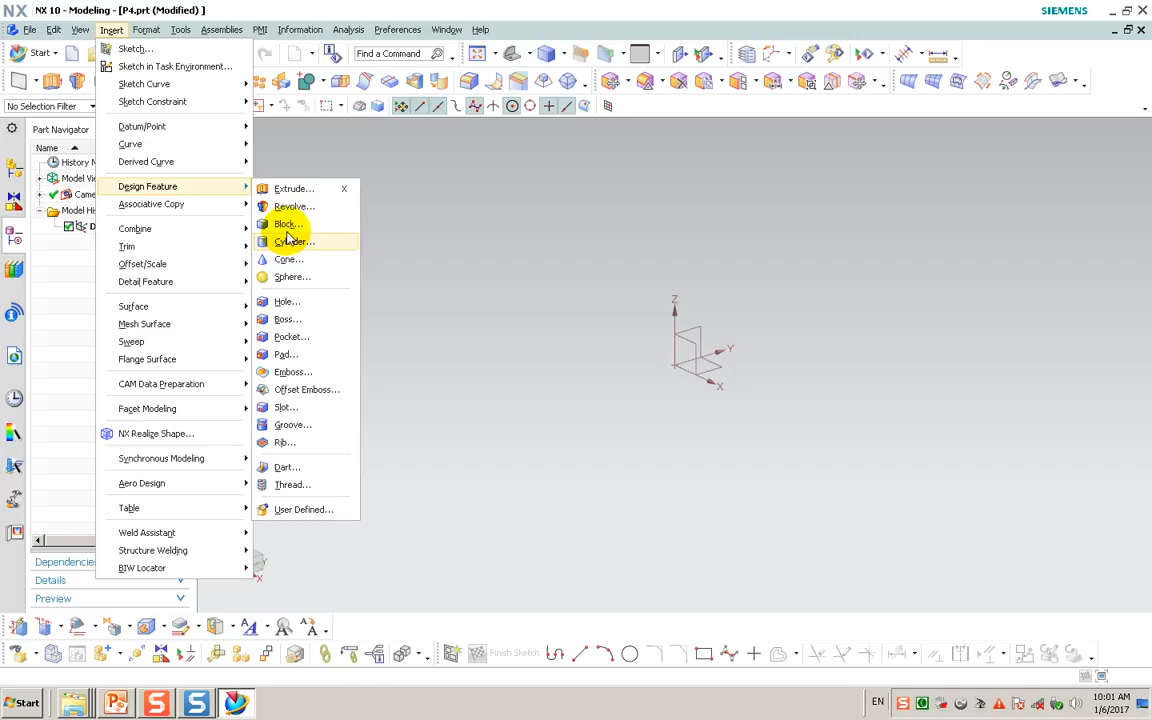 NX NX 10 - Modeling - [P4.prt (Modified) ] SIEMENS
File Edit View Insert Format Tools Assemblies PMI Information Analysis Preferences Window Help
Start Find a Command
No Selection Filter
Part Navigator
Name
History
Model
Came
Model Hi
D
Sketch...
Sketch in Task Environment...
Sketch Curve
Sketch Constraint
Datum/Point
Curve
Derived Curve
Design Feature
Associative Copy
Combine
Trim
Offset/Scale
Detail Feature
Surface
Mesh Surface
Sweep
Flange Surface
CAM Data Preparation
Facet Modeling
NX Realize Shape...
Synchronous Modeling
Aero Design
Table
Weld Assistant
Structure Welding
BIW Locator
Extrude... X
Revolve...
Block...
Cylinder...
Cone...
Sphere...
Hole...
Boss...
Pocket...
Pad...
Emboss...
Offset Emboss...
Slot...
Groove...
Rib...
Dart...
Thread...
User Defined...
Z
Y
X
Y
X
Dependencies
Details
Preview
Finish Sketch
Start EN 10:01 AM
1/6/2017